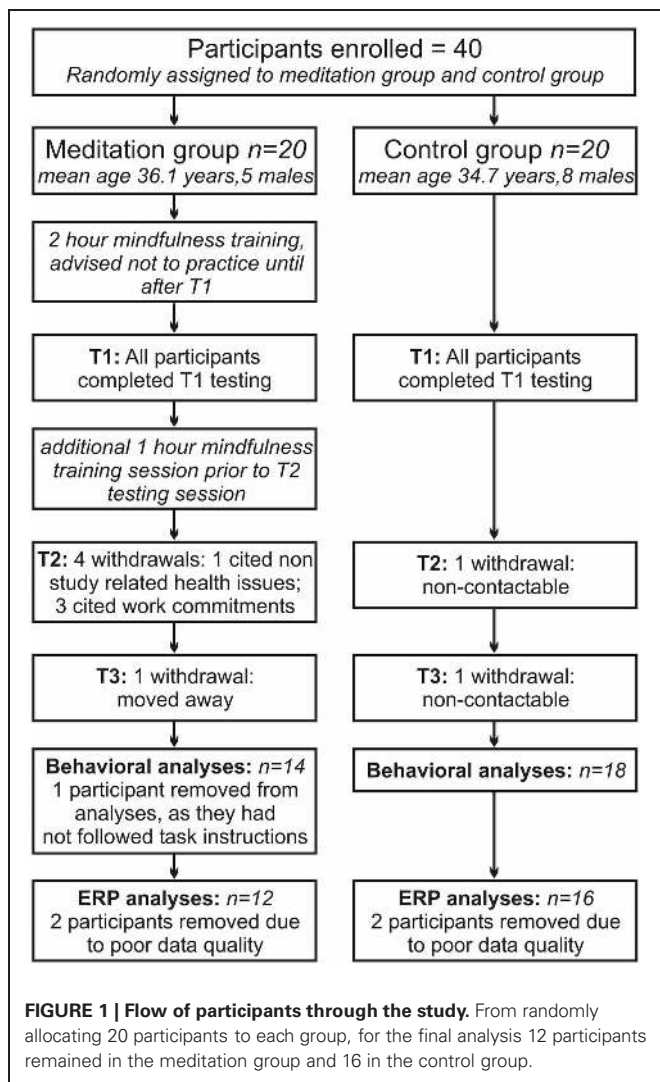 Participants enrolled = 40
Randomly assigned to meditation group and control group
Meditation group n=20
mean age 36.1 years,5 males
Control group n=20
mean age 34.7 years,8 males
2 hour mindfulness training,
advised not to practice until
after T1
T1: All participants
completed T1 testing
T1: All participants
completed T1 testing
additional 1 hour mindfulness
training session prior to T2
testing session
T2: 4 withdrawals: 1 cited non
study related health issues;
3 cited work commitments
T2: 1 withdrawal:
non-contactable
T3: 1 withdrawal:
moved away
T3: 1 withdrawal:
non-contactable
Behavioral analyses: n=14
1 participant removed from
analyses, as they had
not followed task instructions
Behavioral analyses: n=18
ERP analyses: n=12
2 participants removed due
to poor data quality
ERP analyses: n=16
2 participants removed due
to poor data quality
FIGURE 1 | Flow of participants through the study. From randomly
allocating 20 participants to each group, for the final analysis 12 participants
remained in the meditation group and 16 in the control group.